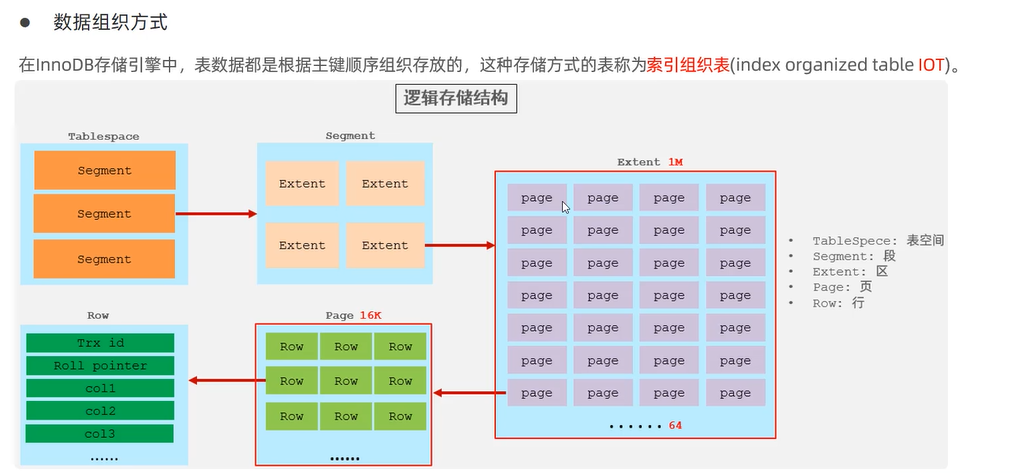 ● 数据组织方式
在InnoDB存储引擎中，表数据都是根据主键顺序组织存放的，这种存储方式的表称为索引组织表(index organized table IOT)。
逻辑存储结构
Tablespace
Segment
Segment
Segment
Segment
Extent Extent
Extent Extent
Extent 1M
page page page page
page page page page
page page page page
page page page page
page page page page
page page page page
page page page page
······ 64
• TableSpece: 表空间
• Segment: 段
• Extent: 区
• Page: 页
• Row: 行
Row
Trx id
Roll pointer
col1
col2
col3
······
Page 16K
Row Row Row
Row Row Row
Row Row Row
······